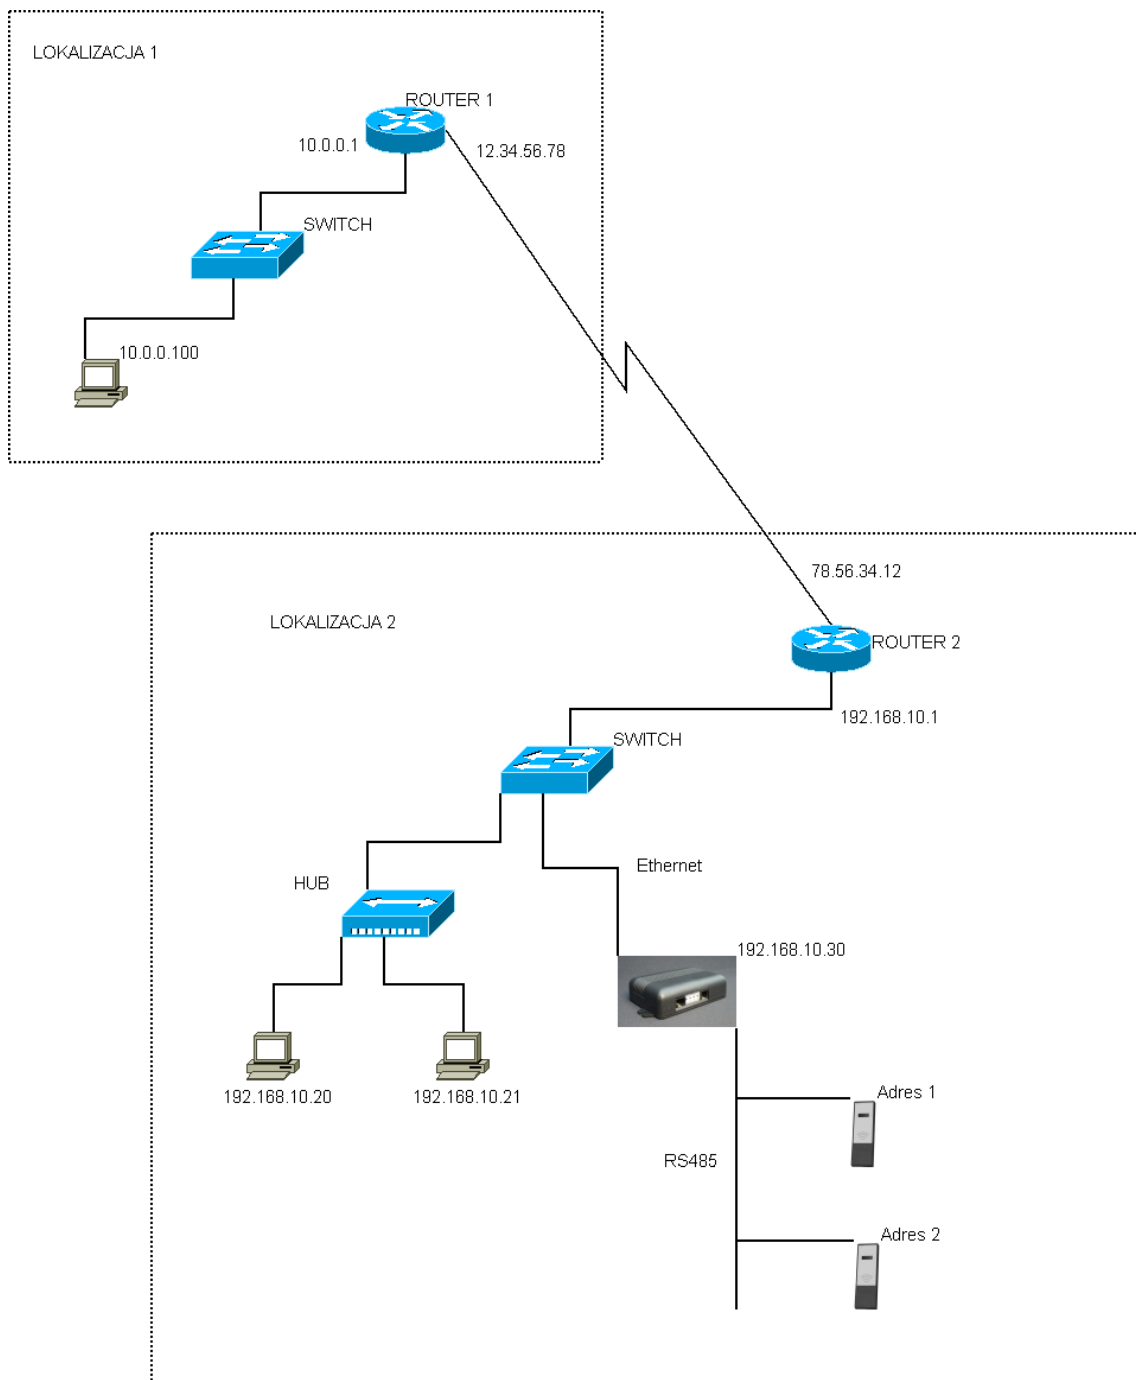 LOKALIZACJA 1
ROUTER 1
10.0.0.1
12.34.56.78
SWITCH
10.0.0.100
78.56.34.12
LOKALIZACJA 2
ROUTER 2
192.168.10.1
SWITCH
Ethernet
HUB
192.168.10.30
192.168.10.20
192.168.10.21
Adres 1
RS485
Adres 2